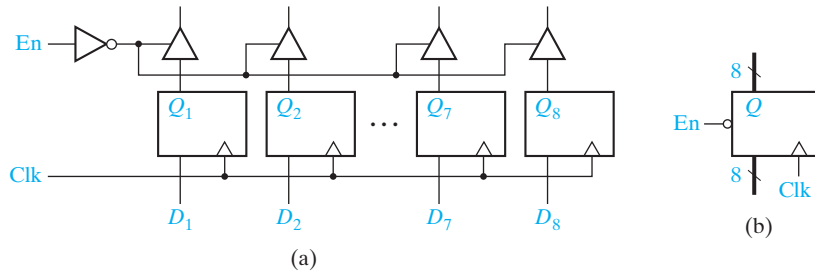 En
Q₁ Q₂ ... Q₇ Q₈
Clk
D₁ D₂ D₇ D₈
(a)
8
Q
En
8
Clk
(b)